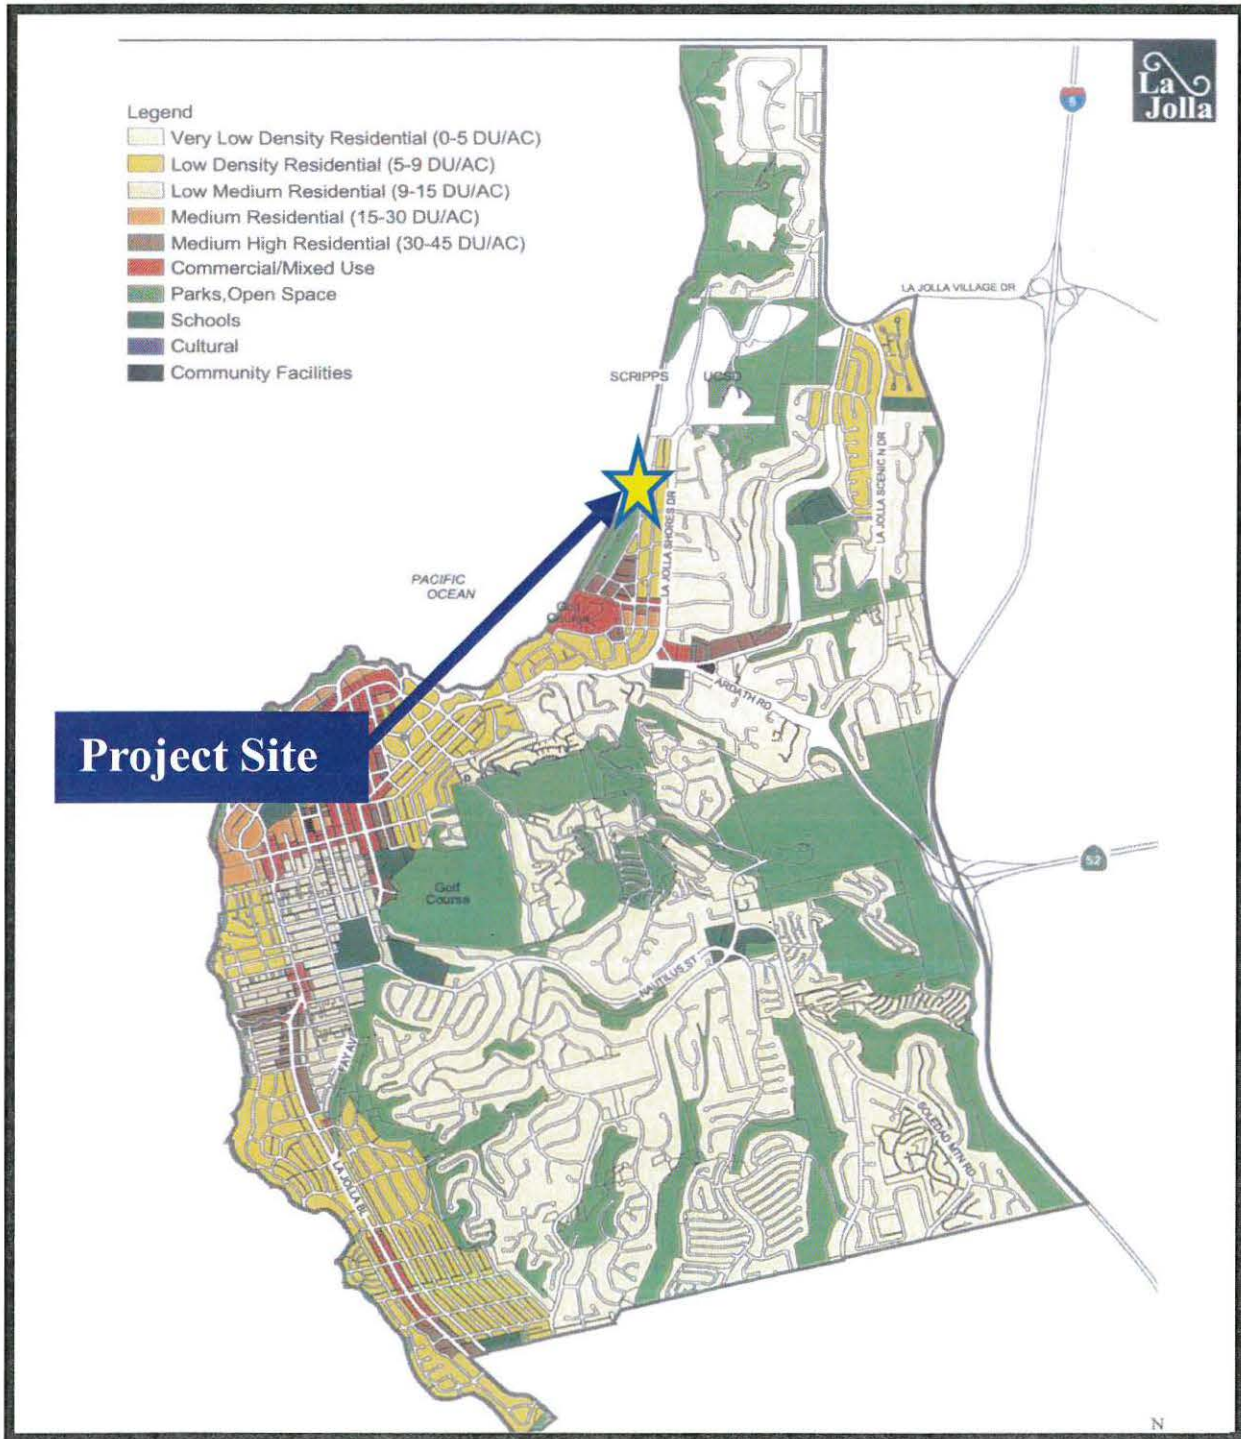 La
Jolla
5
Legend
Very Low Density Residential (0-5 DU/AC)
Low Density Residential (5-9 DU/AC)
Low Medium Residential (9-15 DU/AC)
Medium Residential (15-30 DU/AC)
Medium High Residential (30-45 DU/AC)
Commercial/Mixed Use
Parks,Open Space
Schools
Cultural
Community Facilities
LA JOLLA VILLAGE DR
SCRIPPS
UCSD
LA JOLLA SCENIC N DR
LA JOLLA SHORES DR
PACIFIC
OCEAN
ARDATH RD
Project Site
52
Golf
Course
NAUTILUS ST
FAY AV
SOLEDAD MTN RD
LA JOLLA BL
N